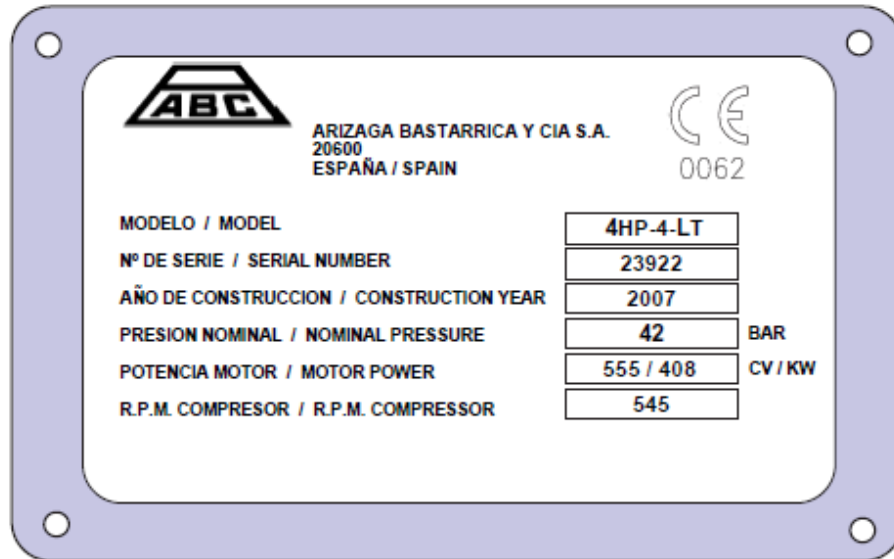 ABC
ARIZAGA BASTARRICA Y CIA S.A.
20600
ESPAÑA / SPAIN
CE
0062
MODELO / MODEL 4HP-4-LT
Nº DE SERIE / SERIAL NUMBER 23922
AÑO DE CONSTRUCCION / CONSTRUCTION YEAR 2007
PRESION NOMINAL / NOMINAL PRESSURE 42 BAR
POTENCIA MOTOR / MOTOR POWER 555 / 408 CV / KW
R.P.M. COMPRESOR / R.P.M. COMPRESSOR 545